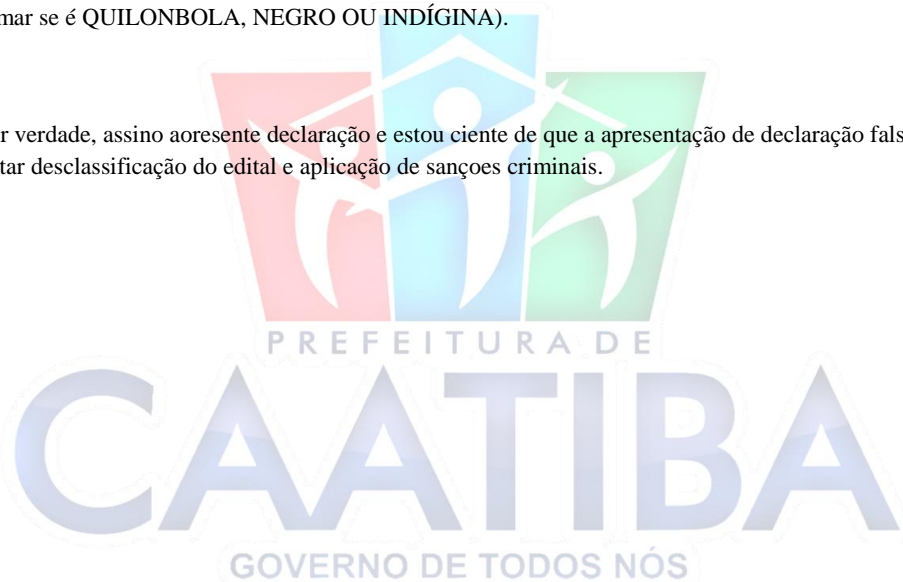 mar se é QUILONBOLA, NEGRO OU INDÍGINA).
r verdade, assino aoresente declaração e estou ciente de que a apresentação de declaração fals
tar desclassificação do edital e aplicação de sançoes criminais.
PREFEITURA DE
CAATIBA
GOVERNO DE TODOS NÓS